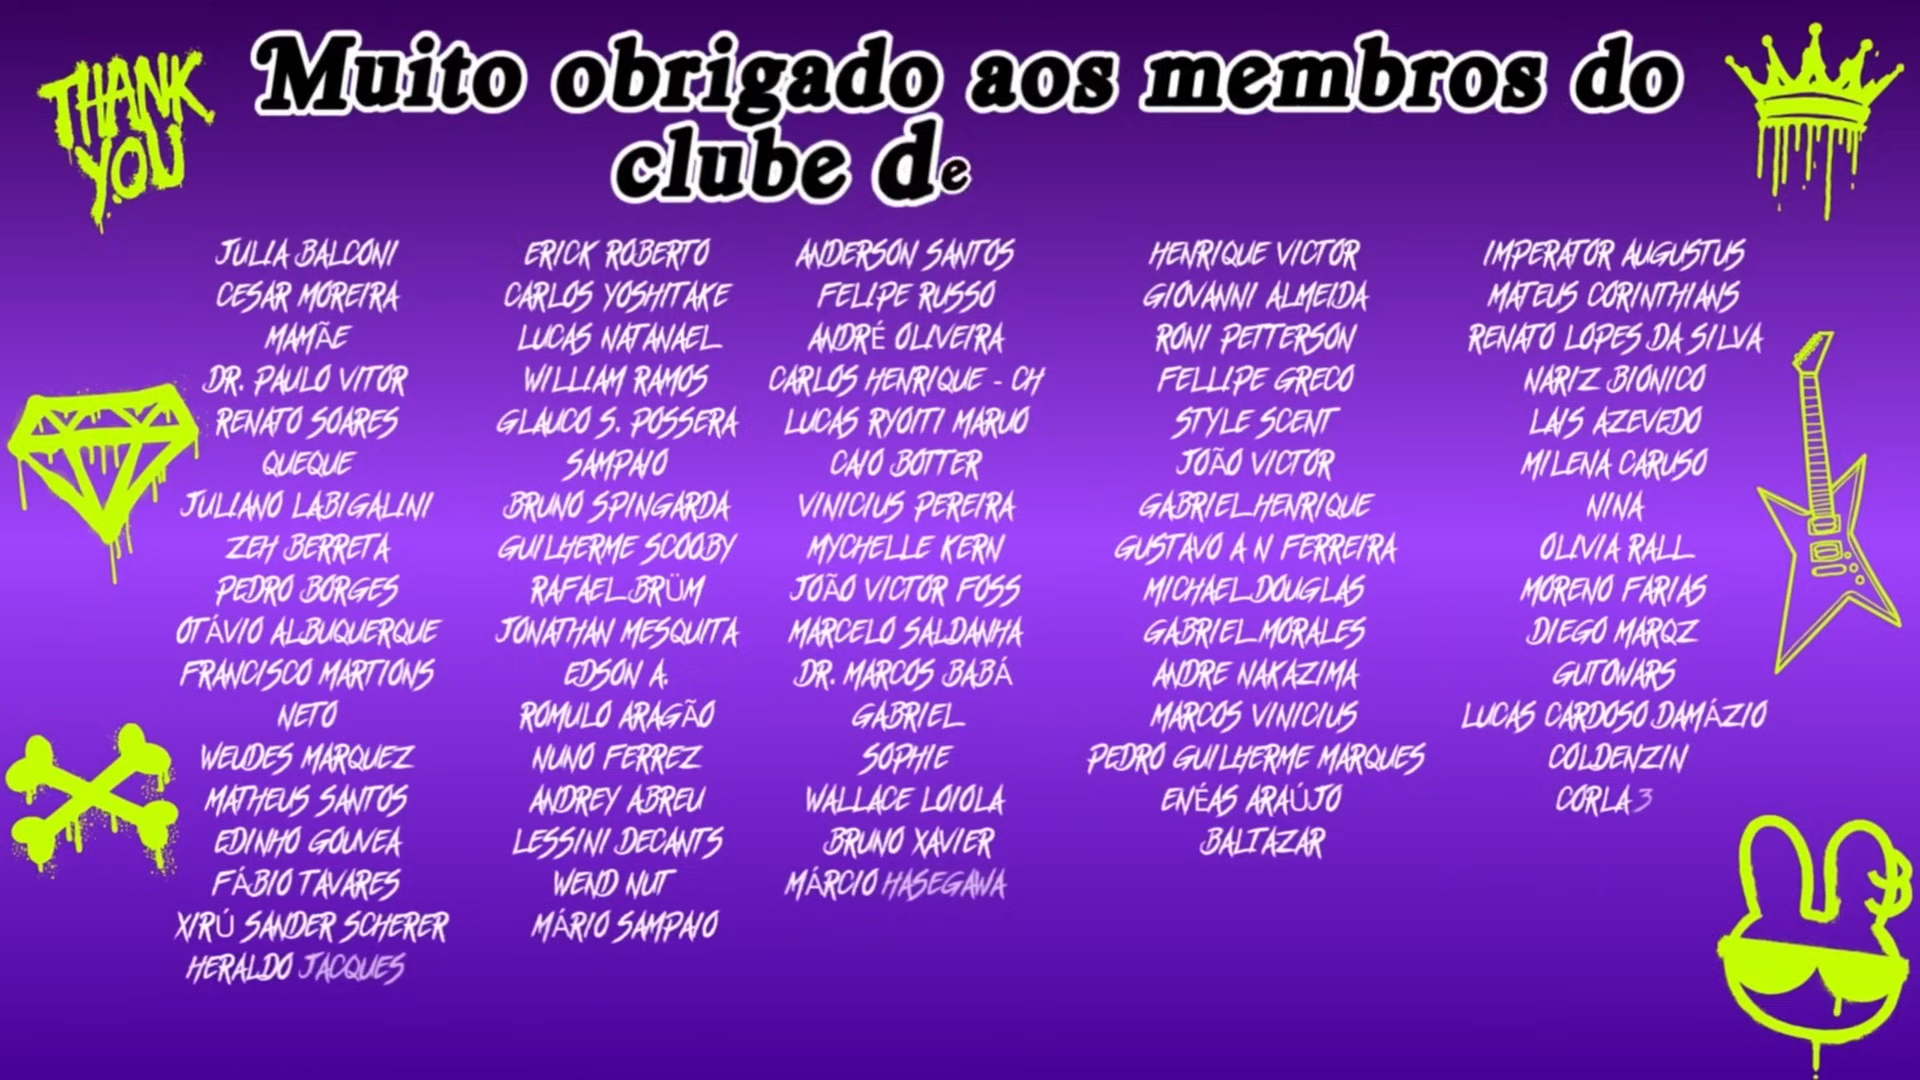 THANK
YOU
Muito obrigado aos membros do
clube de
JULIA BALCONI
CESAR MOREIRA
MAMÃE
DR. PAULO VITOR
RENATO SOARES
QUEQUE
JULIANO LABIGALINI
ZEH BERRETA
PEDRO BORGES
OTÁVIO ALBUQUERQUE
FRANCISCO MARTIONS
NETO
WEUDES MARQUEZ
MATHEUS SANTOS
EDINHO GOUVEA
FÁBIO TAVARES
XIRÚ SANDER SCHERER
HERALDO JACQUES
ERICK ROBERTO
CARLOS YOSHITAKE
LUCAS NATANAEL
WILLIAM RAMOS
GLAUCO S. POSSERA
SAMPAIO
BRUNO SPINGARDA
GUILHERME SCOOBY
RAFAEL BRÜM
JONATHAN MESQUITA
EDSON A.
ROMULO ARAGÃO
NUNO FERREZ
ANDREY ABREU
LESSINI DECANTS
WEND NUT
MÁRIO SAMPAIO
ANDERSON SANTOS
FELIPE RUSSO
ANDRÉ OLIVEIRA
CARLOS HENRIQUE - CH
LUCAS RYOITI MARUO
CAIO BOTTER
VINICIUS PEREIRA
MYCHELLE KERN
JOÃO VICTOR FOSS
MARCELO SALDANHA
DR. MARCOS BABÁ
GABRIEL
SOPHIE
WALLACE LOIOLA
BRUNO XAVIER
MÁRCIO HASEGAWA
HENRIQUE VICTOR
GIOVANNI ALMEIDA
RONI PETTERSON
FELLIPE GRECO
STYLE SCENT
JOÃO VICTOR
GABRIEL HENRIQUE
GUSTAVO A N FERREIRA
MICHAEL DOUGLAS
GABRIEL MORALES
ANDRE NAKAZIMA
MARCOS VINICIUS
PEDRO GUILHERME MARQUES
ENÉAS ARAÚJO
BALTAZAR
IMPERATOR AUGUSTUS
MATEUS CORINTHIANS
RENATO LOPES DA SILVA
NARIZ BIONICO
LAIS AZEVEDO
MILENA CARUSO
NINA
OLIVIA RALL
MORENO FARIAS
DIEGO MARQZ
GUTOWARS
LUCAS CARDOSO DAMÁZIO
COLDENZIN
CORLA3